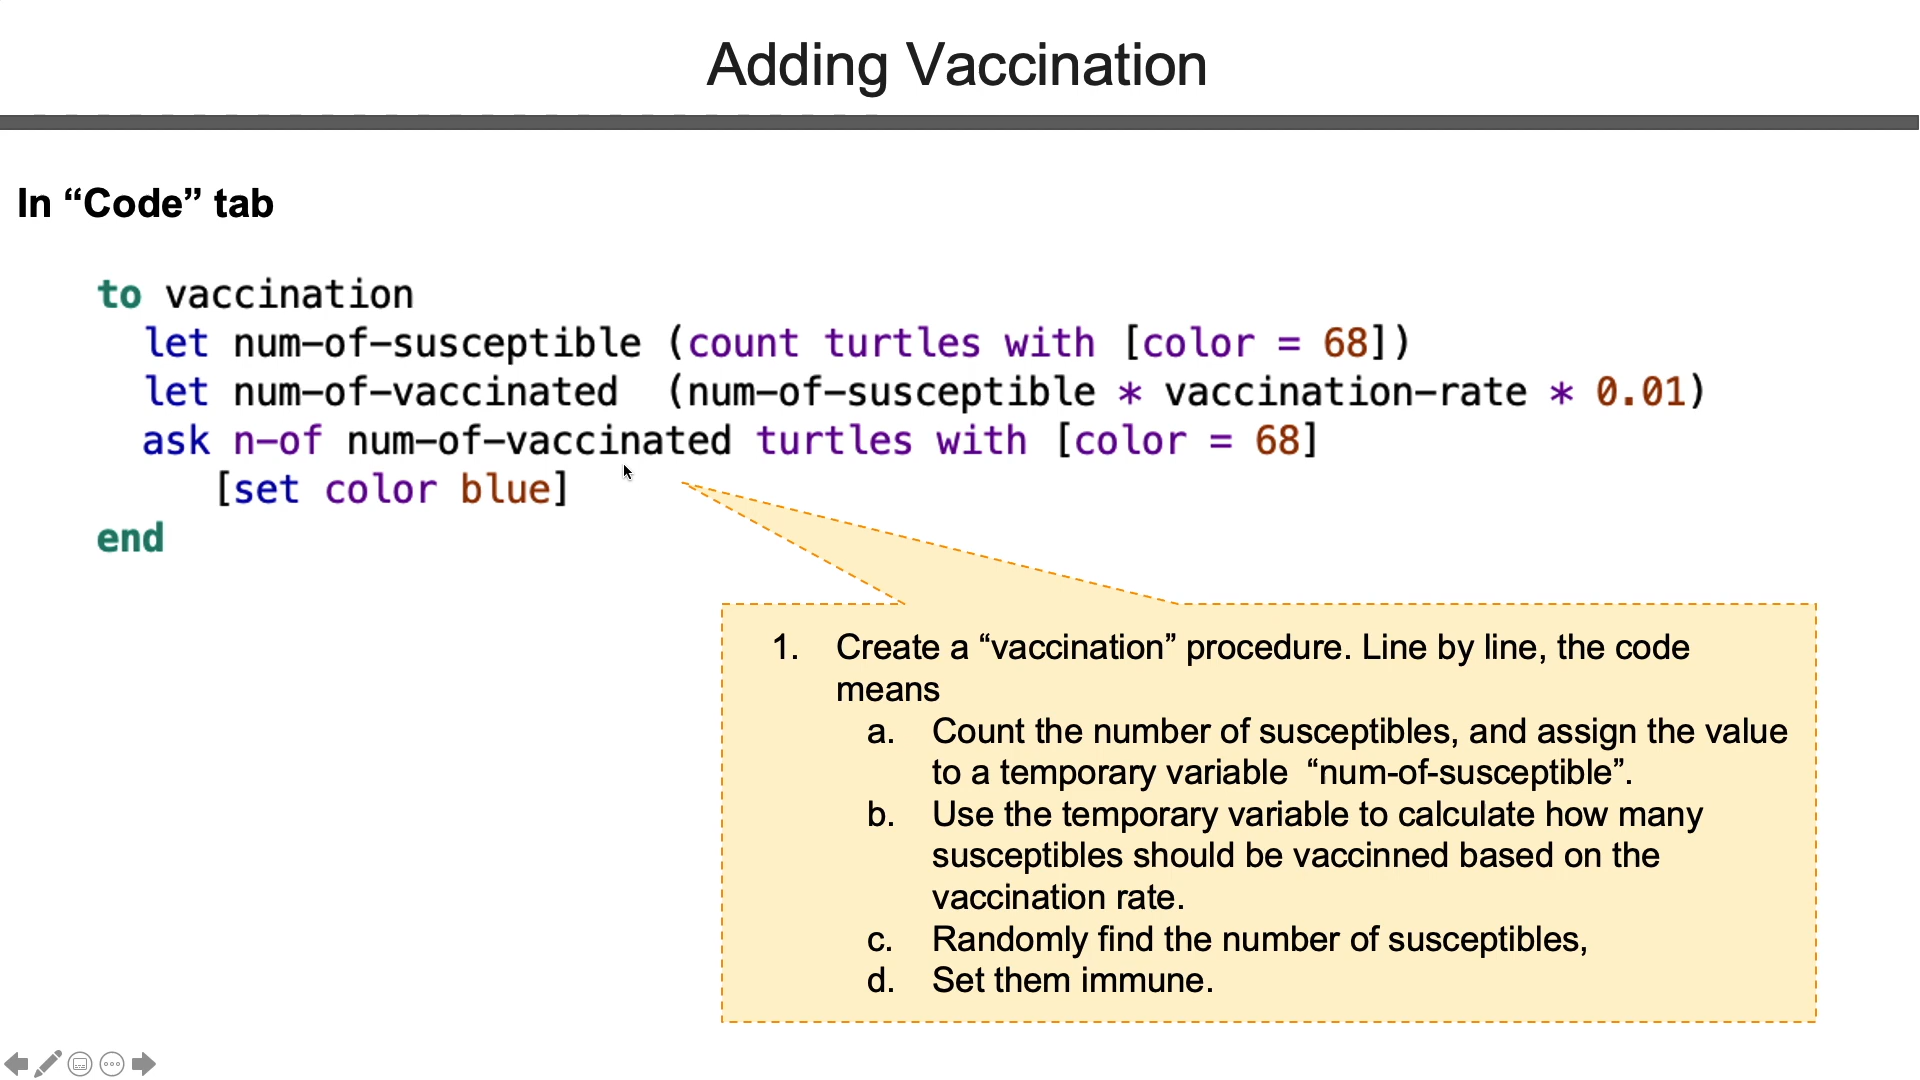 Adding Vaccination
In “Code” tab
to vaccination
let num-of-susceptible (count turtles with [color = 68])
let num-of-vaccinated (num-of-susceptible * vaccination-rate * 0.01)
ask n-of num-of-vaccinated turtles with [color = 68]
[set color blue]
end
1. Create a “vaccination” procedure. Line by line, the code
means
a. Count the number of susceptibles, and assign the value
to a temporary variable “num-of-susceptible”.
b. Use the temporary variable to calculate how many
susceptibles should be vaccinned based on the
vaccination rate.
c. Randomly find the number of susceptibles,
d. Set them immune.